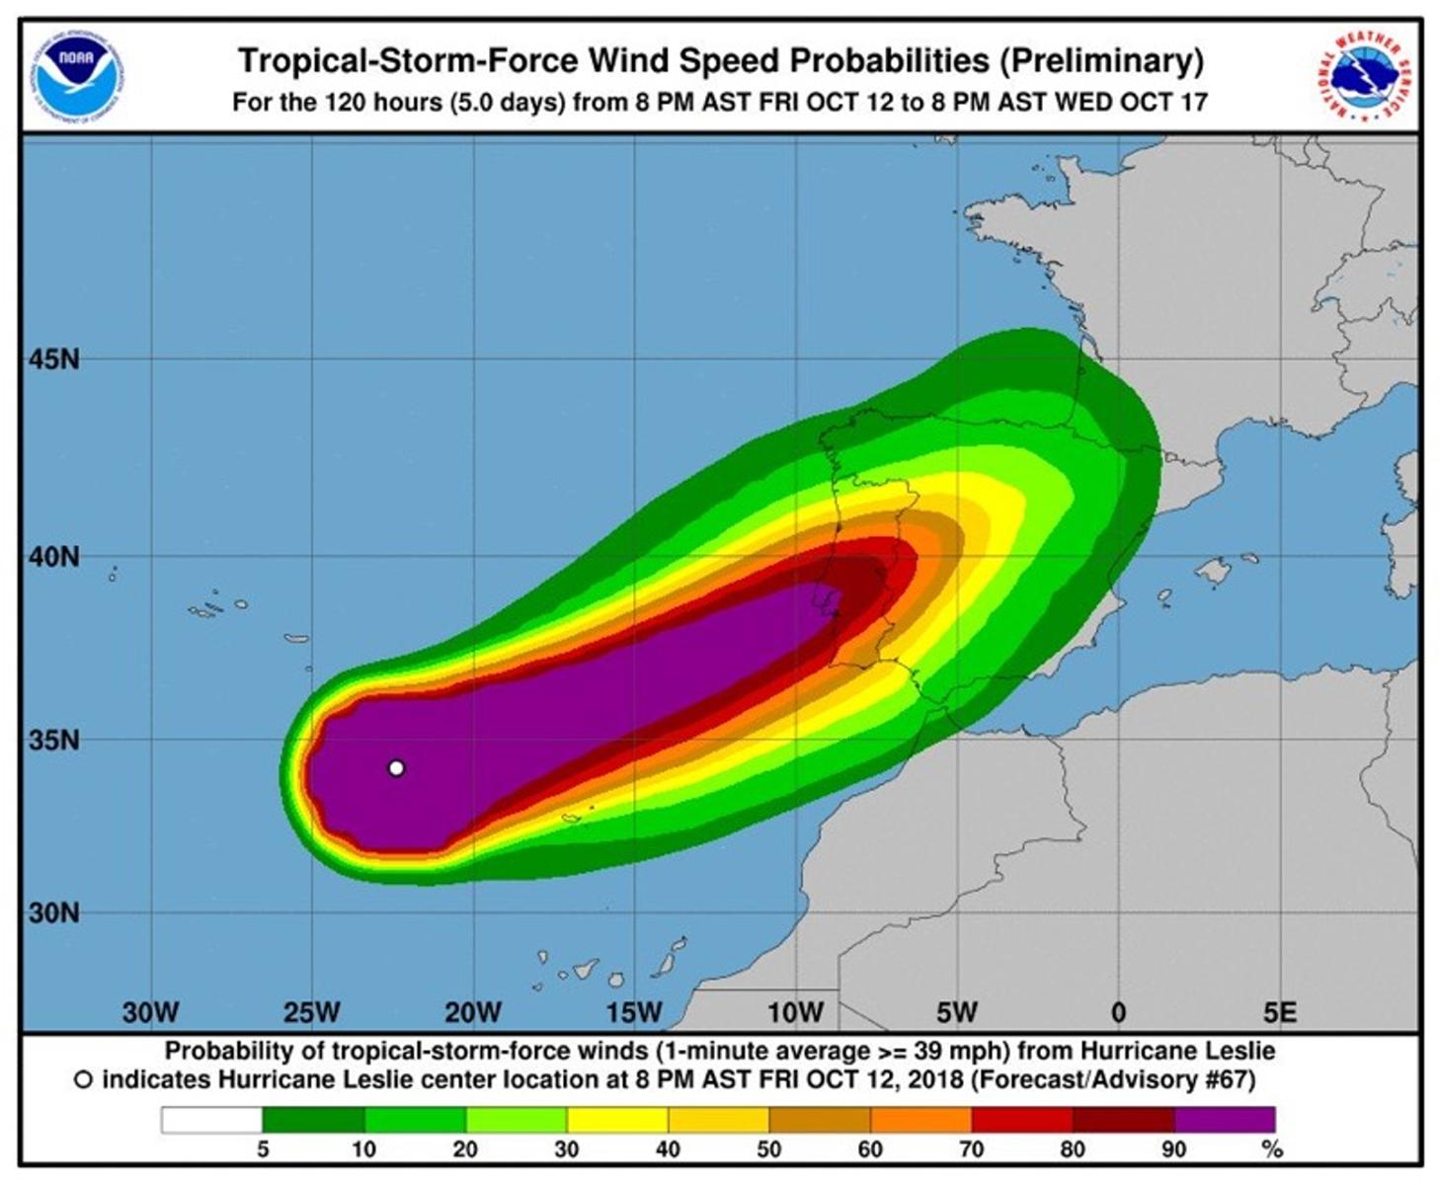 NOAA
Tropical-Storm-Force Wind Speed Probabilities (Preliminary)
For the 120 hours (5.0 days) from 8 PM AST FRI OCT 12 to 8 PM AST WED OCT 17
NATIONAL WEATHER SERVICE
45N
40N
35N
30N
30W 25W 20W 15W 10W 5W 0 5E
Probability of tropical-storm-force winds (1-minute average >= 39 mph) from Hurricane Leslie
indicates Hurricane Leslie center location at 8 PM AST FRI OCT 12, 2018 (Forecast/Advisory #67)
5 10 20 30 40 50 60 70 80 90 %